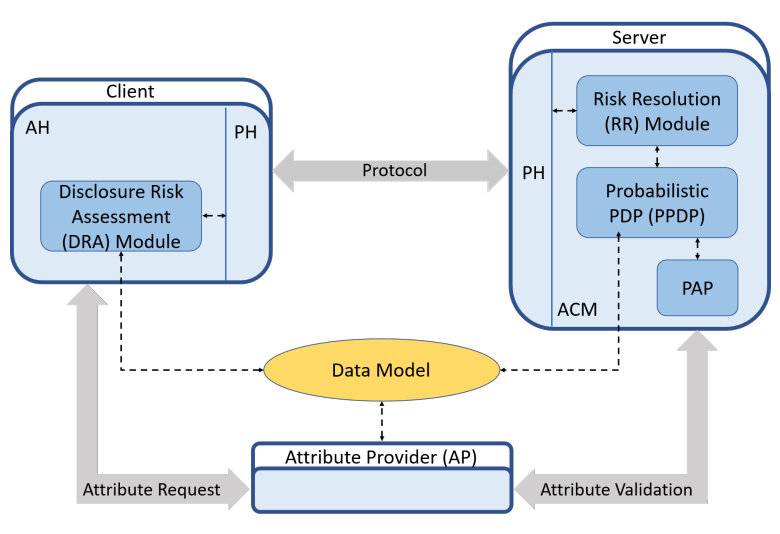 Server
Client
AH
PH
Disclosure Risk
Assessment
(DRA) Module
Protocol
PH
Risk Resolution
(RR) Module
Probabilistic
PDP (PPDP)
PAP
ACM
Data Model
Attribute Provider (AP)
Attribute Request
Attribute Validation